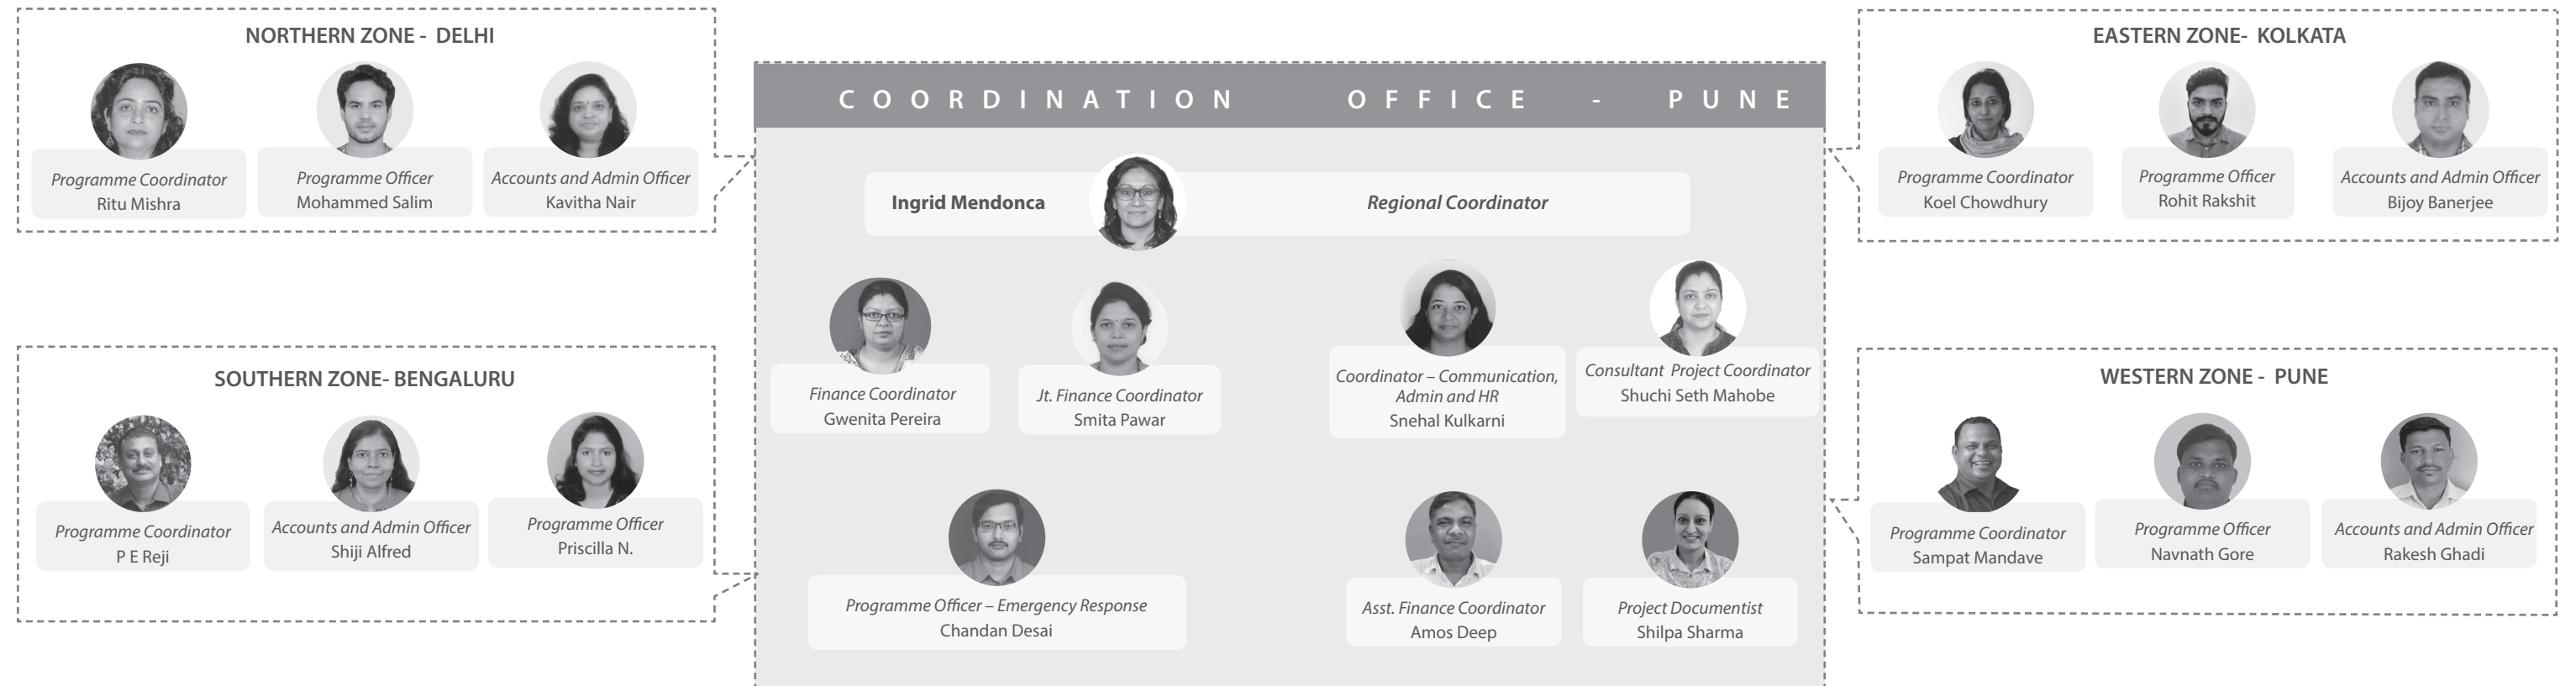 NORTHERN ZONE - DELHI
Programme Coordinator
Ritu Mishra
Programme Officer
Mohammed Salim
Accounts and Admin Officer
Kavitha Nair
SOUTHERN ZONE- BENGALURU
Programme Coordinator
P E Reji
Accounts and Admin Officer
Shiji Alfred
Programme Officer
Priscilla N.
COORDINATION OFFICE - PUNE
Ingrid Mendonca
Regional Coordinator
Finance Coordinator
Gwenita Pereira
Jt. Finance Coordinator
Smita Pawar
Coordinator – Communication,
Admin and HR
Snehal Kulkarni
Consultant Project Coordinator
Shuchi Seth Mahobe
Programme Officer – Emergency Response
Chandan Desai
Asst. Finance Coordinator
Amos Deep
Project Documentist
Shilpa Sharma
EASTERN ZONE- KOLKATA
Programme Coordinator
Koel Chowdhury
Programme Officer
Rohit Rakshit
Accounts and Admin Officer
Bijoy Banerjee
WESTERN ZONE - PUNE
Programme Coordinator
Sampat Mandave
Programme Officer
Navnath Gore
Accounts and Admin Officer
Rakesh Ghadi